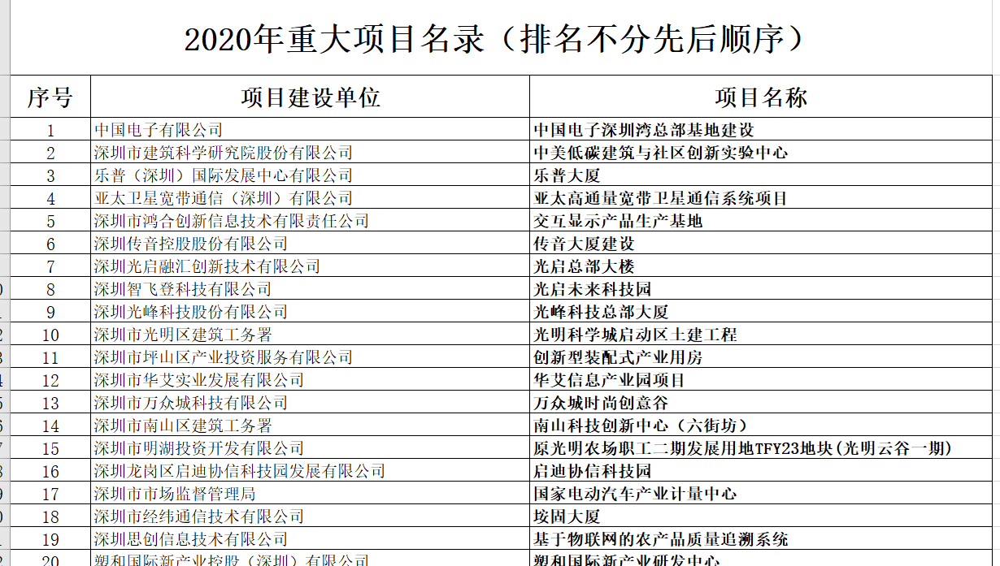 2020年重大项目名录（排名不分先后顺序）
序号 项目建设单位 项目名称
1 中国电子有限公司 中国电子深圳湾总部基地建设
2 深圳市建筑科学研究院股份有限公司 中美低碳建筑与社区创新实验中心
3 乐普（深圳）国际发展中心有限公司 乐普大厦
4 亚太卫星宽带通信（深圳）有限公司 亚太高通量宽带卫星通信系统项目
5 深圳市鸿合创新信息技术有限责任公司 交互显示产品生产基地
6 深圳传音控股股份有限公司 传音大厦建设
7 深圳光启融汇创新技术有限公司 光启总部大楼
8 深圳智飞登科技有限公司 光启未来科技园
9 深圳光峰科技股份有限公司 光峰科技总部大厦
10 深圳市光明区建筑工务署 光明科学城启动区土建工程
11 深圳市坪山区产业投资服务有限公司 创新型装配式产业用房
12 深圳市华艾实业发展有限公司 华艾信息产业园项目
13 深圳市万众城科技有限公司 万众城时尚创意谷
14 深圳市南山区建筑工务署 南山科技创新中心（六街坊）
15 深圳市明湖投资开发有限公司 原光明农场职工二期发展用地TFY23地块(光明云谷一期)
16 深圳龙岗区启迪协信科技园发展有限公司 启迪协信科技园
17 深圳市市场监督管理局 国家电动汽车产业计量中心
18 深圳市经纬通信技术有限公司 垵固大厦
19 深圳思创信息技术有限公司 基于物联网的农产品质量追溯系统
20 塑和国际新产业控股（深圳）有限公司 塑和国际新产业研发中心